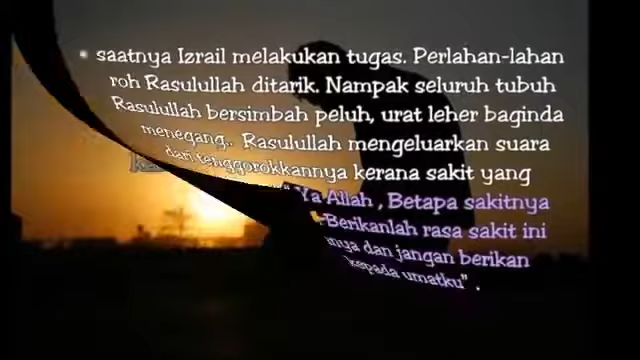 saatnya Izrail melakukan tugas. Perlahan-lahan
roh Rasulullah ditarik. Nampak seluruh tubuh
Rasulullah bersimbah peluh, urat leher baginda
menegang.. Rasulullah mengeluarkan suara
dari tenggorokkannya kerana sakit yang
" Ya Allah , Betapa sakitnya
Berikanlah rasa sakit ini
dan jangan berikan
kepada umatku" .